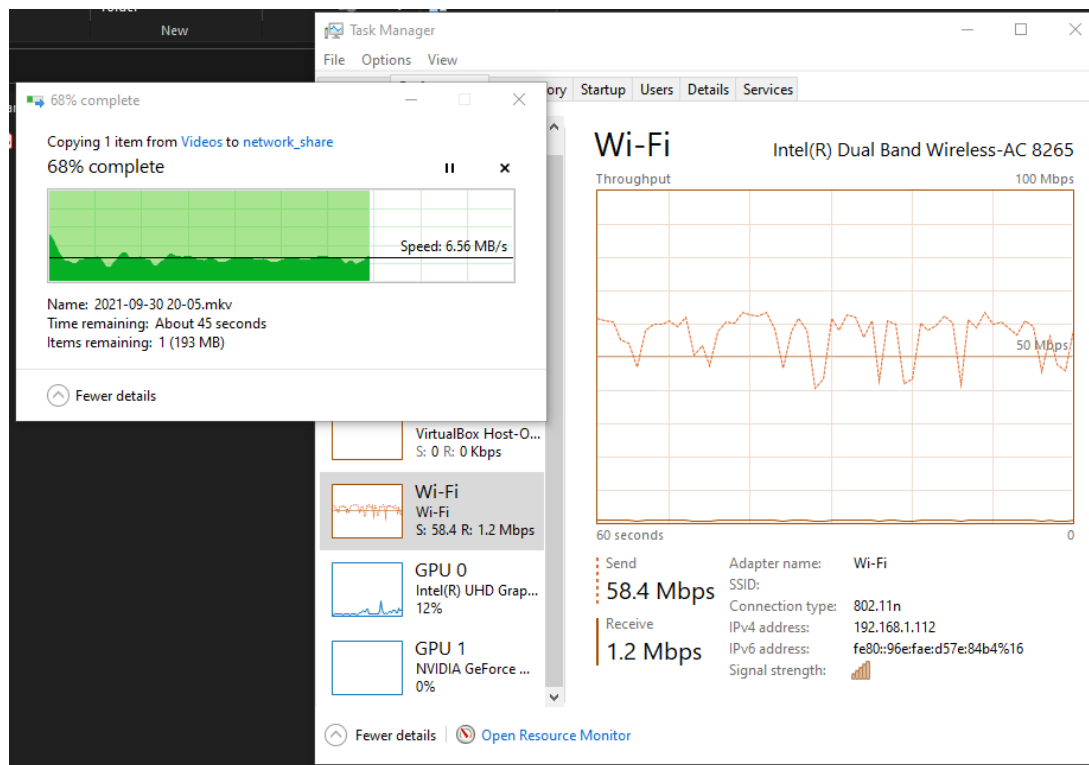 New
68% complete
Copying 1 item from Videos to network_share
68% complete
Speed: 6.56 MB/s
Name: 2021-09-30 20-05.mkv
Time remaining: About 45 seconds
Items remaining: 1 (193 MB)
Fewer details
Task Manager
File Options View
Startup Users Details Services
VirtualBox Host-O...
S: 0 R: 0 Kbps
Wi-Fi
Wi-Fi
S: 58.4 R: 1.2 Mbps
GPU 0
Intel(R) UHD Grap...
12%
GPU 1
NVIDIA GeForce ...
0%
Wi-Fi
Intel(R) Dual Band Wireless-AC 8265
Throughput
100 Mbps
50 Mbps
60 seconds
0
Send
58.4 Mbps
Receive
1.2 Mbps
Adapter name: Wi-Fi
SSID:
Connection type: 802.11n
IPv4 address: 192.168.1.112
IPv6 address: fe80::96e:fae:d57e:84b4%16
Signal strength:
Fewer details
Open Resource Monitor